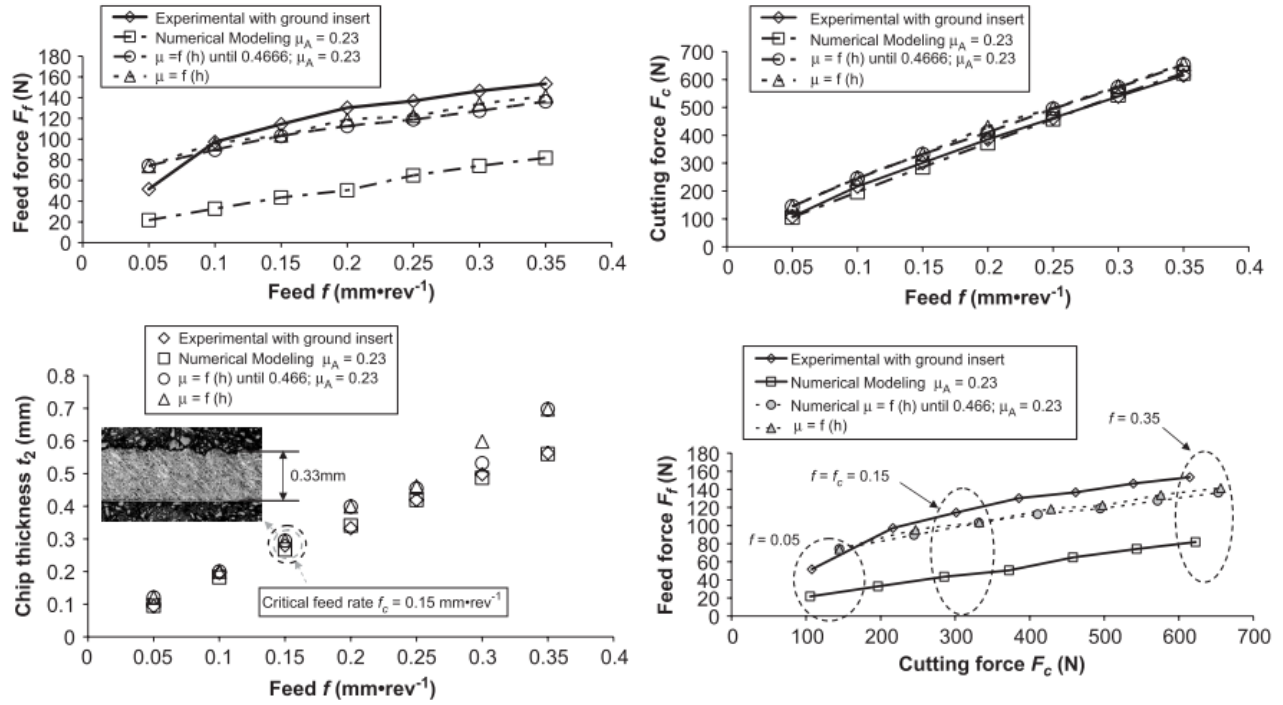 Experimental with ground insert
Numerical Modeling μA = 0.23
μ =f (h) until 0.4666; μA = 0.23
μ = f (h)
Feed force Ff (N)
180
160
140
120
100
80
60
40
20
0
0 0.05 0.1 0.15 0.2 0.25 0.3 0.35 0.4
Feed f (mm•rev-1)
Experimental with ground insert
Numerical Modeling μA = 0.23
μ = f (h) until 0.4666; μA= 0.23
μ = f (h)
Cutting force Fc (N)
700
600
500
400
300
200
100
0
0 0.05 0.1 0.15 0.2 0.25 0.3 0.35 0.4
Feed f (mm•rev-1)
Experimental with ground insert
Numerical Modeling μA = 0.23
μ = f (h) until 0.466; μA = 0.23
μ = f (h)
Chip thickness t2 (mm)
0.8
0.7
0.6
0.5
0.4
0.3
0.2
0.1
0
0.33mm
Critical feed rate fc = 0.15 mm•rev-1
0 0.05 0.1 0.15 0.2 0.25 0.3 0.35 0.4
Feed f (mm•rev-1)
Experimental with ground insert
Numerical Modeling μA = 0.23
Numerical μ = f (h) until 0.466; μA = 0.23
μ = f (h)
f = 0.35
f = fc = 0.15
f = 0.05
Feed force Ff (N)
180
160
140
120
100
80
60
40
20
0
0 100 200 300 400 500 600 700
Cutting force Fc (N)